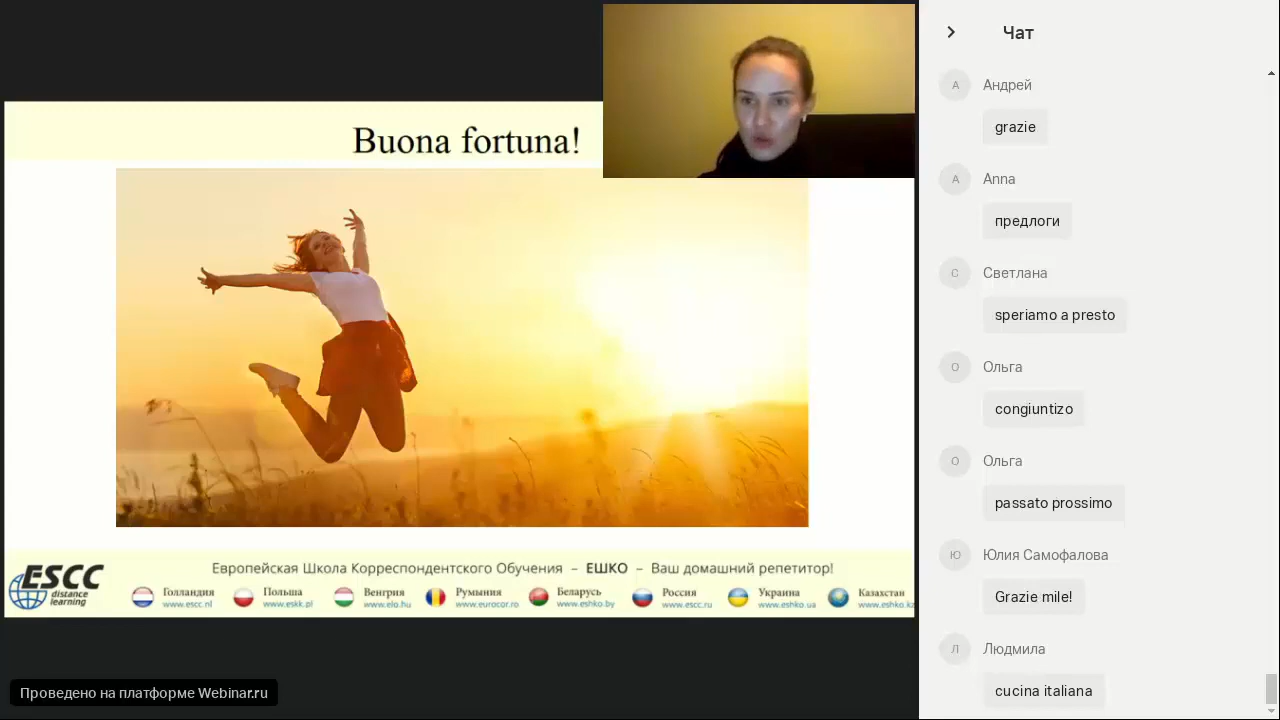 Buona fortuna!
ESCC
distance
learning
Европейская Школа Корреспондентского Обучения – ЕШКО – Ваш домашний репетитор!
Голландия
www.escc.nl
Польша
www.eskk.pl
Венгрия
www.elo.hu
Румыния
www.eurocor.ro
Беларусь
www.eshko.by
Россия
www.escc.ru
Украина
www.eshko.ua
Казахстан
www.eshko.kz
Проведено на платформе Webinar.ru
Чат
А
Андрей
grazie
A
Anna
предлоги
С
Светлана
speriamo a presto
О
Ольга
congiuntizo
О
Ольга
passato prossimo
Ю
Юлия Самофалова
Grazie mile!
Л
Людмила
cucina italiana